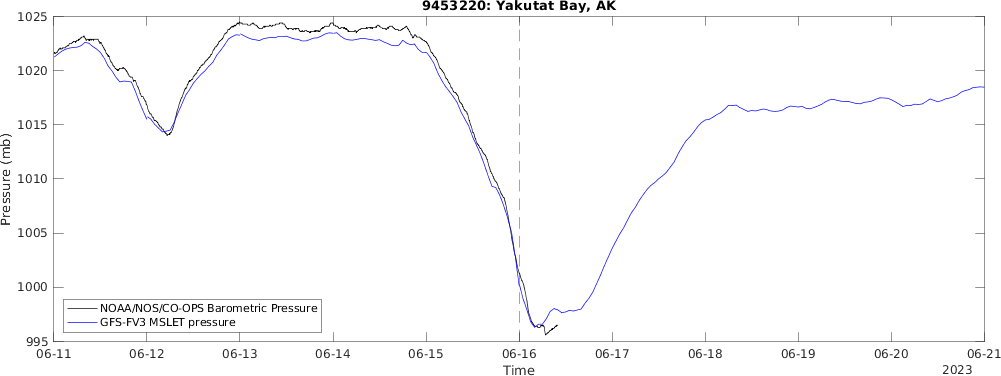 9453220: Yakutat Bay, AK
Pressure (mb)
1025
1020
1015
1010
1005
1000
995
NOAA/NOS/CO-OPS Barometric Pressure
GFS-FV3 MSLET pressure
06-11 06-12 06-13 06-14 06-15 06-16 06-17 06-18 06-19 06-20 06-21
Time
2023